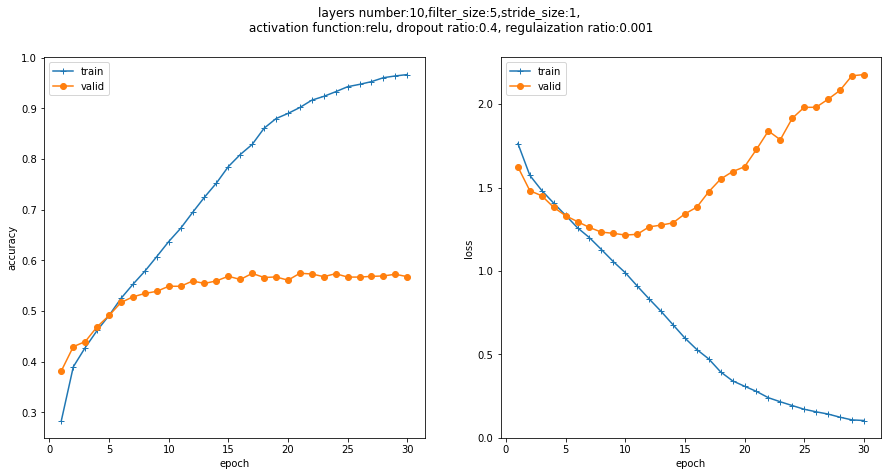 layers number:10,filter_size:5,stride_size:1,
activation function:relu, dropout ratio:0.4, regulaization ratio:0.001
train
valid
accuracy
1.0
0.9
0.8
0.7
0.6
0.5
0.4
0.3
0 5 10 15 20 25 30
epoch
train
valid
loss
2.0
1.5
1.0
0.5
0.0
0 5 10 15 20 25 30
epoch